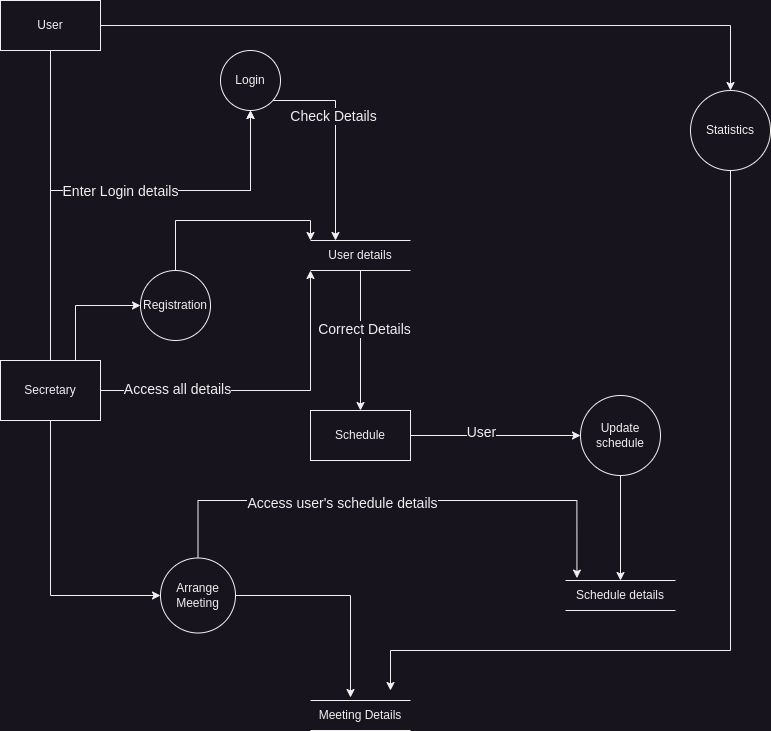 User
Login
Check Details
Statistics
Enter Login details
User details
Registration
Correct Details
Secretary
Access all details
Schedule
User
Update
schedule
Access user's schedule details
Arrange
Meeting
Schedule details
Meeting Details